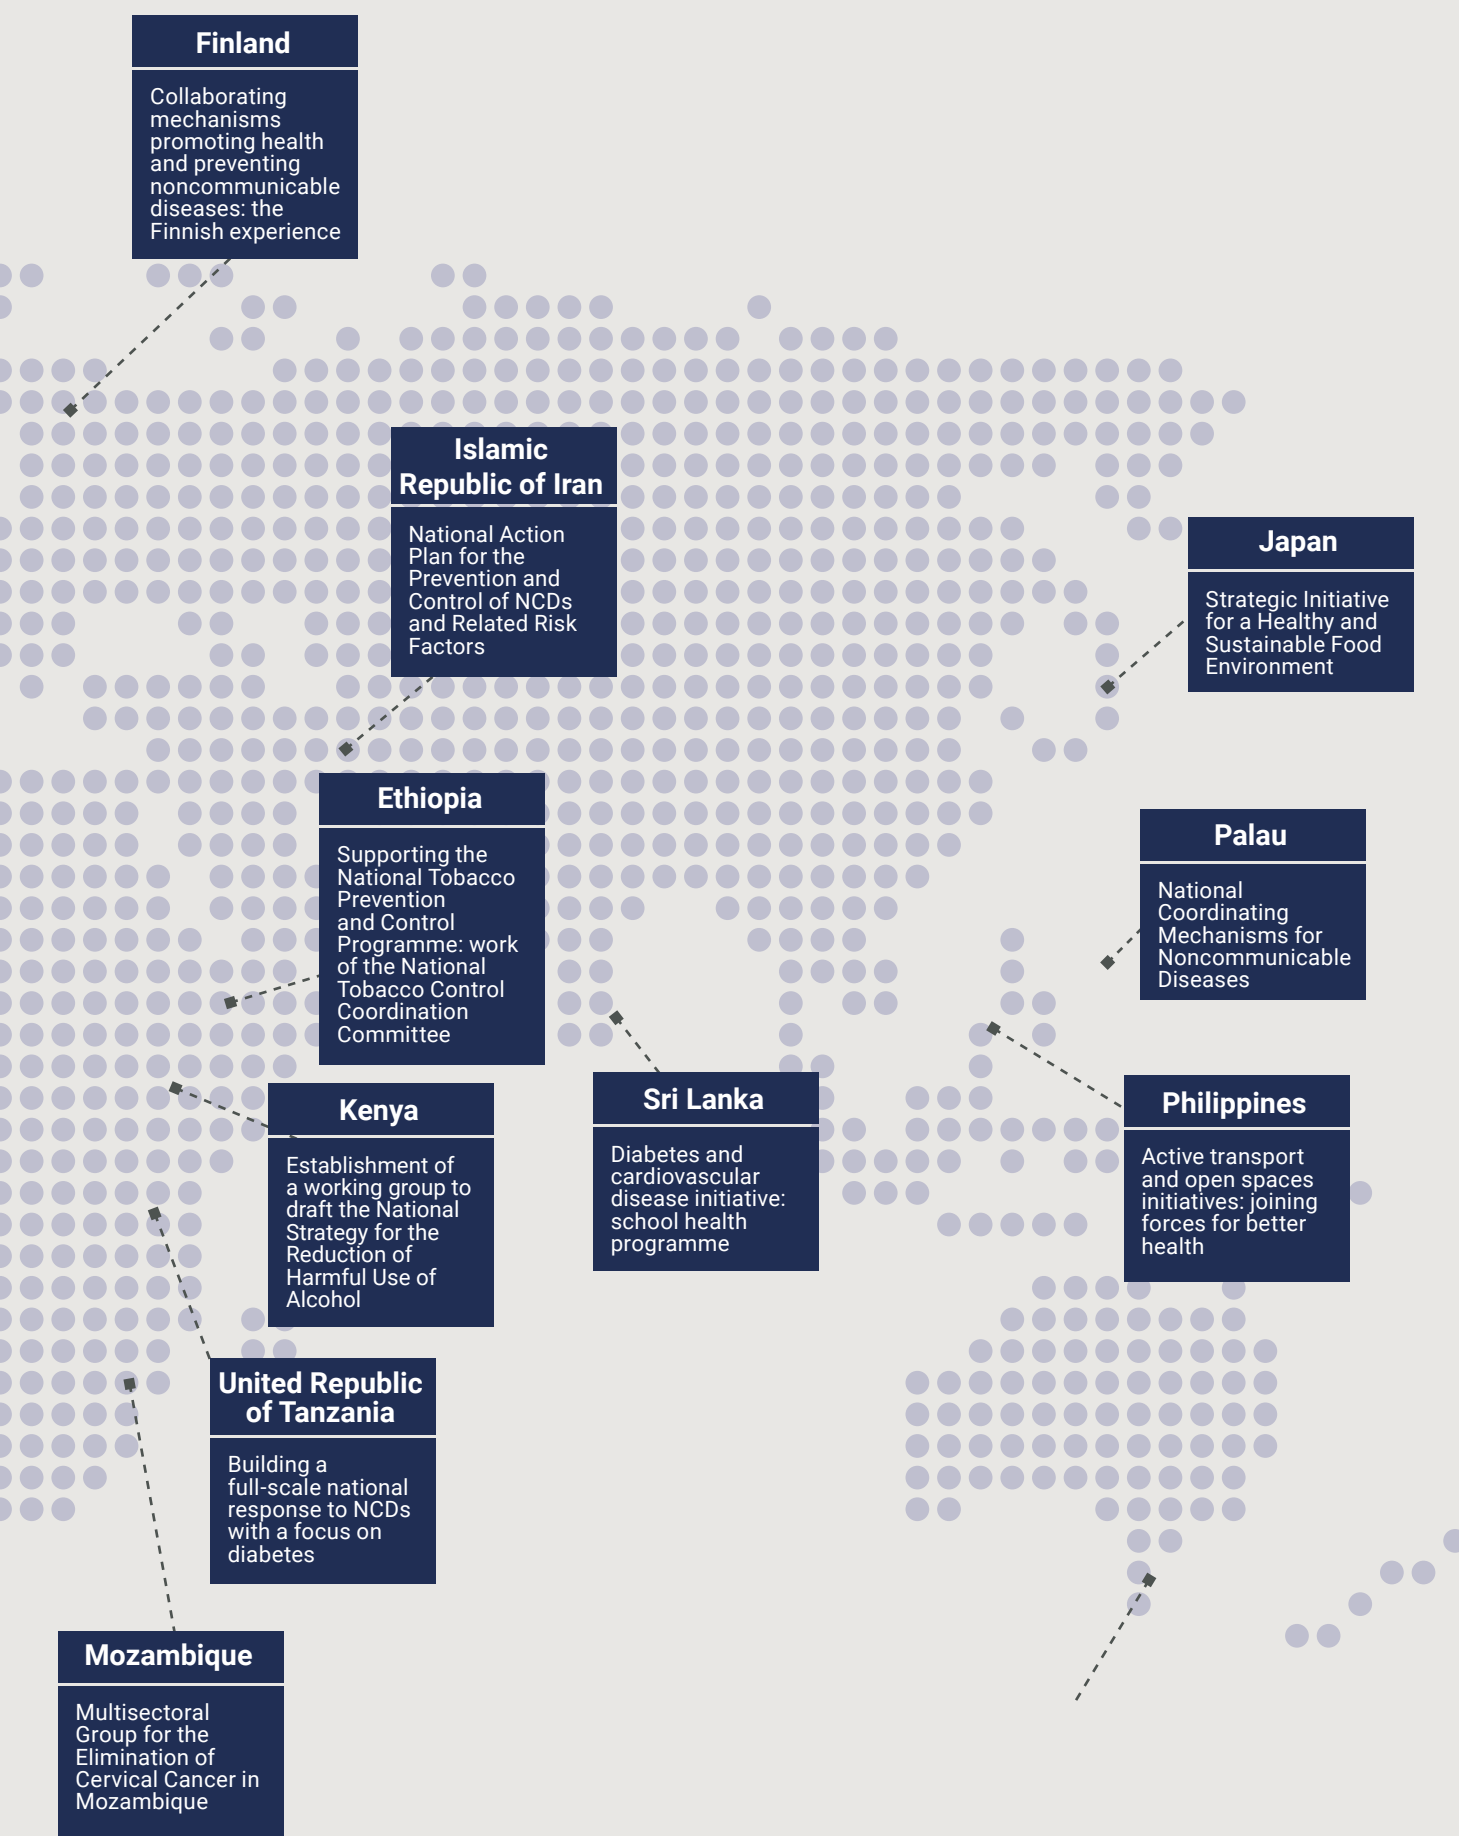 Finland
Collaborating
mechanisms
promoting health
and preventing
noncommunicable
diseases: the
Finnish experience
Islamic
Republic of Iran
National Action
Plan for the
Prevention and
Control of NCDs
and Related Risk
Factors
Japan
Strategic Initiative
for a Healthy and
Sustainable Food
Environment
Ethiopia
Supporting the
National Tobacco
Prevention
and Control
Programme: work
of the National
Tobacco Control
Coordination
Committee
Palau
National
Coordinating
Mechanisms for
Noncommunicable
Diseases
Kenya
Establishment of
a working group to
draft the National
Strategy for the
Reduction of
Harmful Use of
Alcohol
Sri Lanka
Diabetes and
cardiovascular
disease initiative:
school health
programme
Philippines
Active transport
and open spaces
initiatives: joining
forces for better
health
United Republic
of Tanzania
Building a
full-scale national
response to NCDs
with a focus on
diabetes
Mozambique
Multisectoral
Group for the
Elimination of
Cervical Cancer in
Mozambique